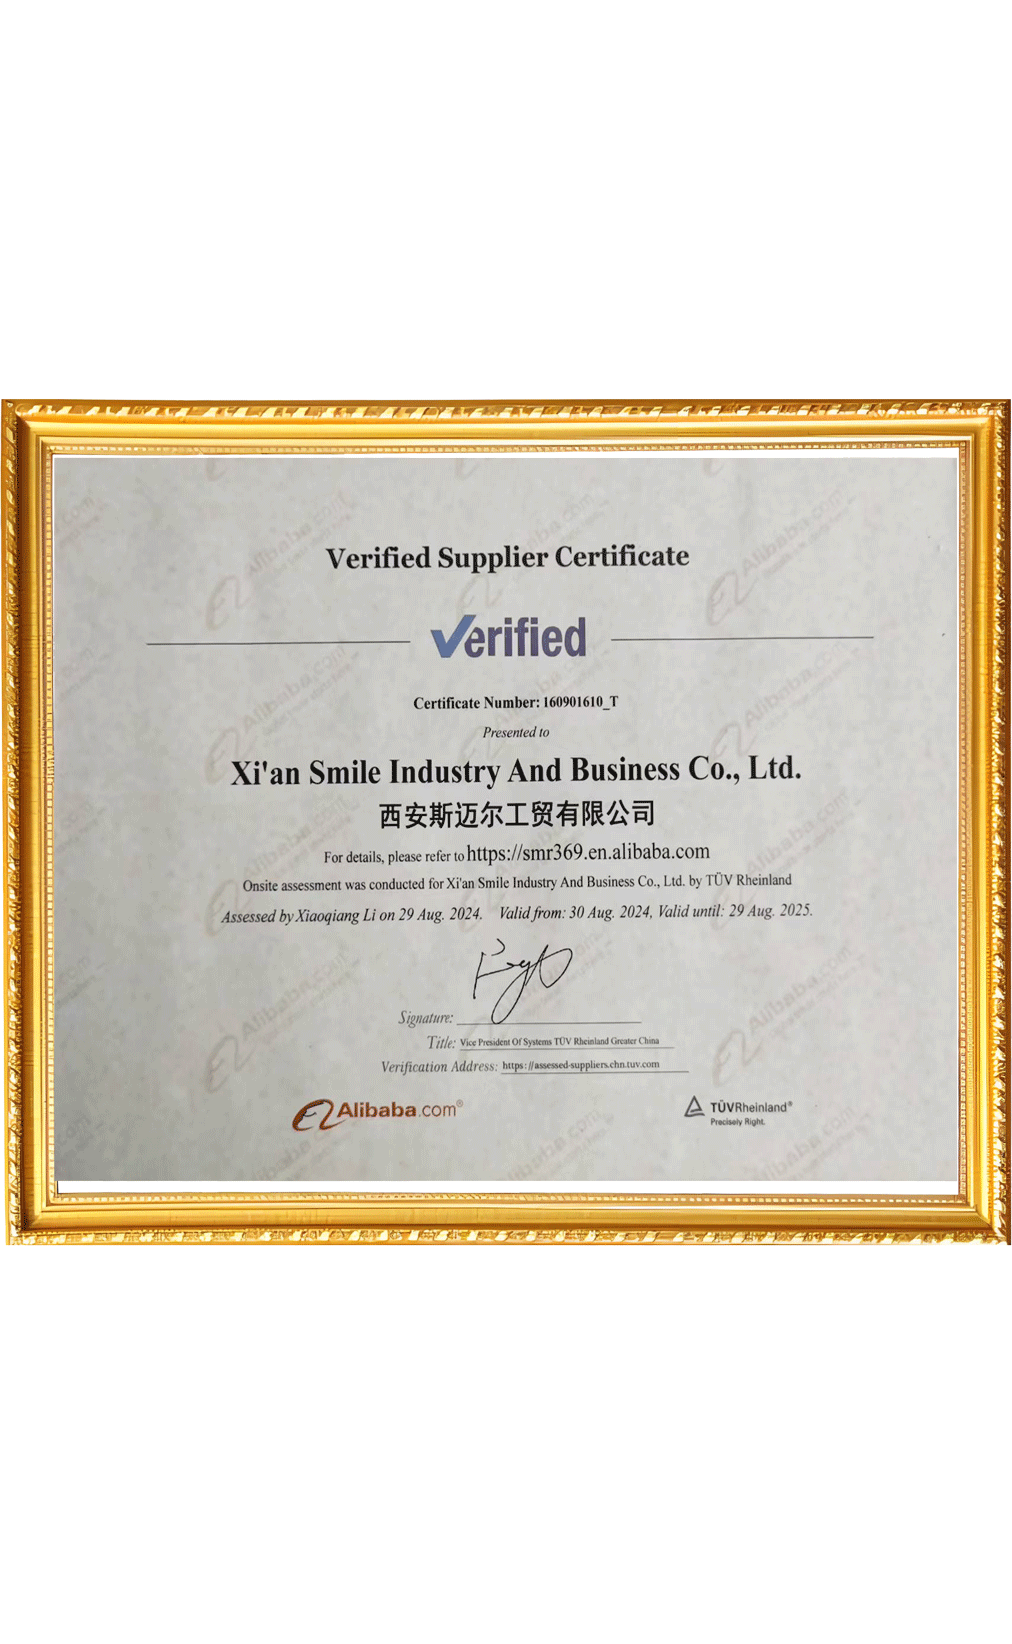 Verified Supplier Certificate
Verified
Certificate Number: 160901610_T
Presented to
Xi'an Smile Industry And Business Co., Ltd.
西安斯迈尔工贸有限公司
For details, please refer to https://smr369.en.alibaba.com
Onsite assessment was conducted for Xi'an Smile Industry And Business Co., Ltd. by TÜV Rheinland
Assessed by Xiaoqiang Li on 29 Aug. 2024. Valid from: 30 Aug. 2024, Valid until: 29 Aug. 2025.
Signature:
Title: Vice President Of Systems TÜV Rheinland Greater China
Verification Address: https://assessed-suppliers.chn.tuv.com
Alibaba.com®
TÜVRheinland®
Precisely Right.